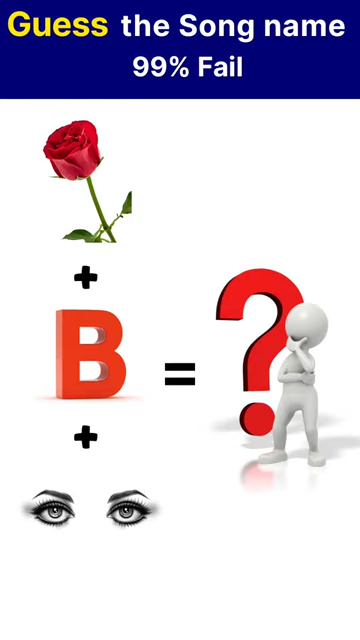 Guess the Song name
99% Fail
+
B
=
?
+